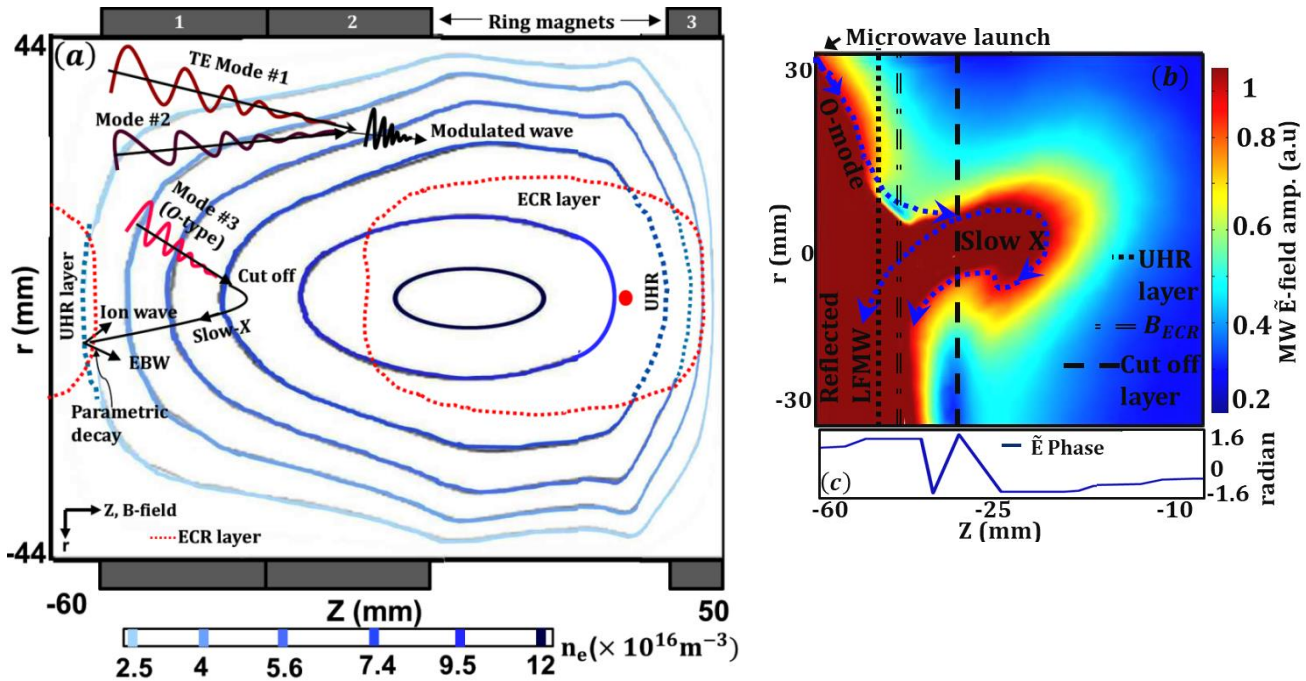 1
2
Ring magnets
3
44
(a)
TE Mode #1
Mode #2
Modulated wave
Mode #3
(O-type)
ECR layer
Cut off
UHR layer
Ion wave
Slow-X
UHR
EBW
Parametric
decay
r (mm)
Z, B-field
r
ECR layer
-44
-60
Z (mm)
50
2.5
4
5.6
7.4
9.5
12
n_e(× 10^16 m^−3)
Microwave launch
(b)
30
0
-30
r (mm)
O-mode
Slow X
Reflected
LFMW
UHR
layer
B_ECR
Cut off
layer
1
0.8
0.6
0.4
0.2
MW Ẽ-field amp. (a.u)
Ẽ Phase
(c)
1.6
0
-1.6
radian
-60
-25
-10
Z (mm)